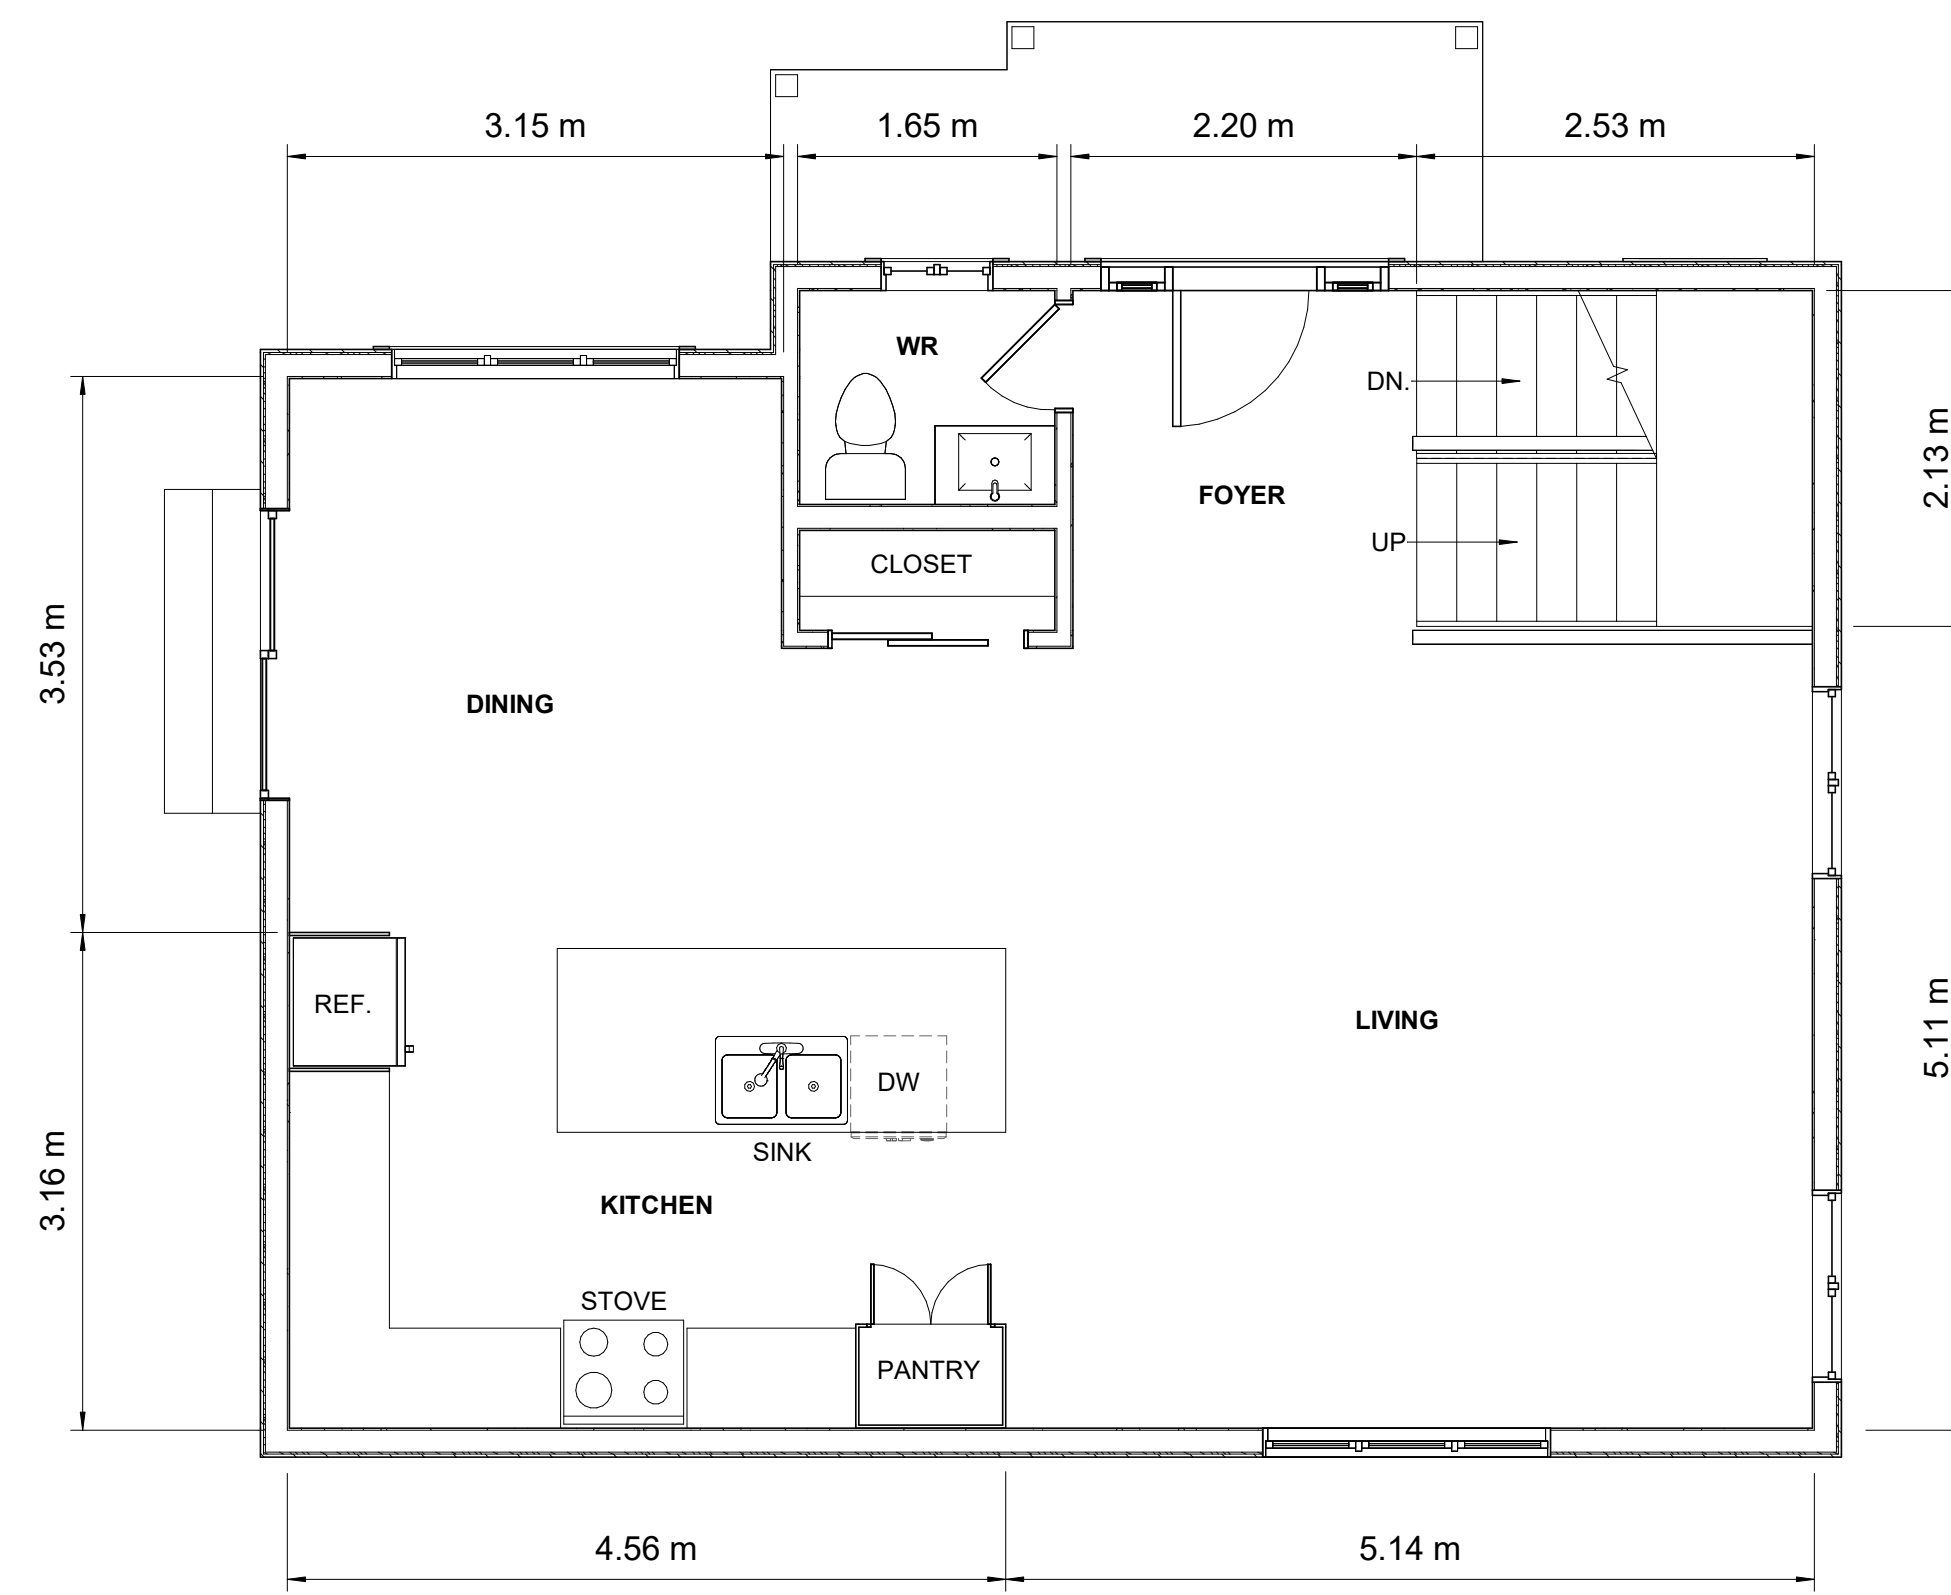 3.15 m
1.65 m
2.20 m
2.53 m
WR
DN.
2.13 m
FOYER
UP
CLOSET
3.53 m
DINING
REF.
LIVING
5.11 m
DW
SINK
3.16 m
KITCHEN
STOVE
PANTRY
4.56 m
5.14 m